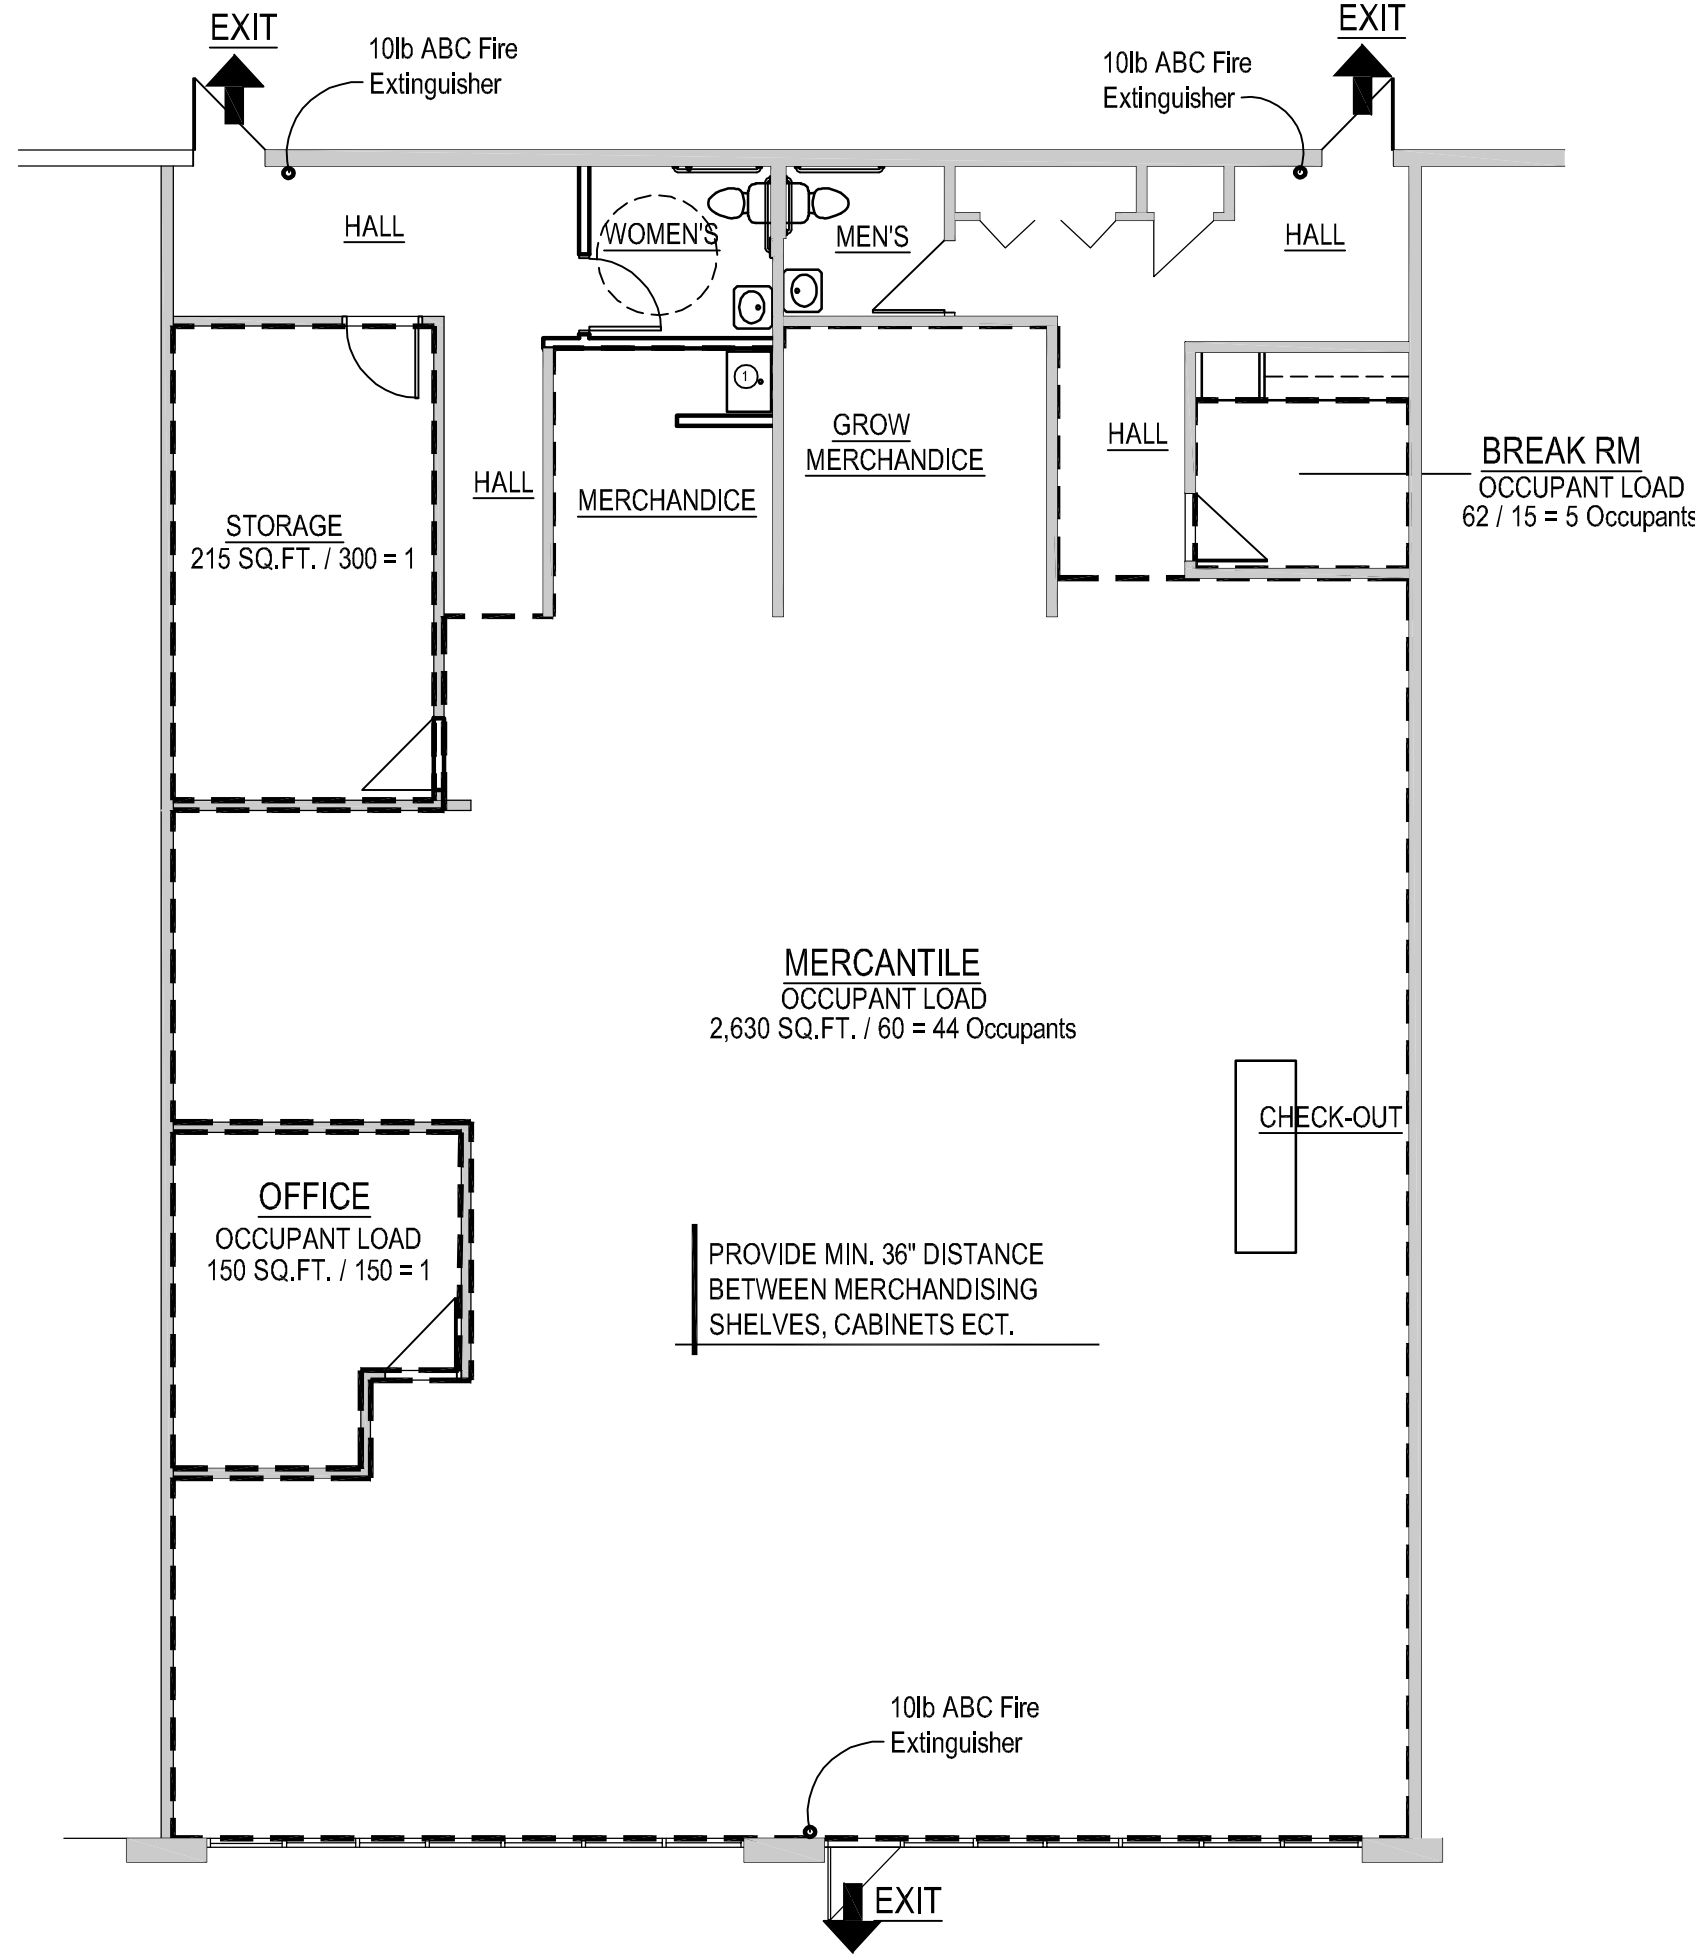 EXIT
EXIT
10lb ABC Fire
Extinguisher
10lb ABC Fire
Extinguisher
HALL
WOMEN'S
MEN'S
HALL
1
GROW
MERCHANDICE
HALL
BREAK RM
OCCUPANT LOAD
62 / 15 = 5 Occupants
HALL
MERCHANDICE
STORAGE
215 SQ.FT. / 300 = 1
MERCANTILE
OCCUPANT LOAD
2,630 SQ.FT. / 60 = 44 Occupants
CHECK-OUT
OFFICE
OCCUPANT LOAD
150 SQ.FT. / 150 = 1
PROVIDE MIN. 36" DISTANCE
BETWEEN MERCHANDISING
SHELVES, CABINETS ECT.
10lb ABC Fire
Extinguisher
EXIT